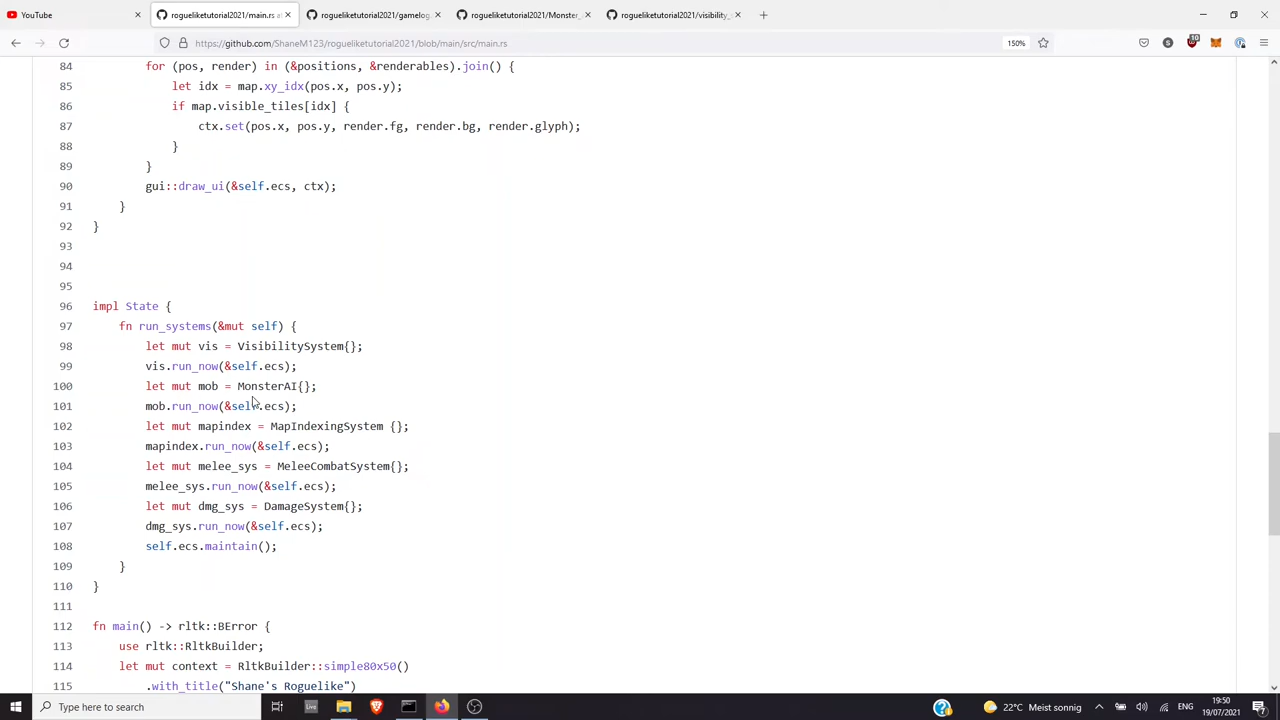 YouTube
rogueliketutorial2021/main.rs at
rogueliketutorial2021/gamelog.
rogueliketutorial2021/Monster_
rogueliketutorial2021/visibility_
https://github.com/ShaneM123/rogueliketutorial2021/blob/main/src/main.rs
150%
10
84 for (pos, render) in (&positions, &renderables).join() {
85 let idx = map.xy_idx(pos.x, pos.y);
86 if map.visible_tiles[idx] {
87 ctx.set(pos.x, pos.y, render.fg, render.bg, render.glyph);
88 }
89 }
90 gui::draw_ui(&self.ecs, ctx);
91 }
92 }
93
94
95
96 impl State {
97 fn run_systems(&mut self) {
98 let mut vis = VisibilitySystem{};
99 vis.run_now(&self.ecs);
100 let mut mob = MonsterAI{};
101 mob.run_now(&self.ecs);
102 let mut mapindex = MapIndexingSystem {};
103 mapindex.run_now(&self.ecs);
104 let mut melee_sys = MeleeCombatSystem{};
105 melee_sys.run_now(&self.ecs);
106 let mut dmg_sys = DamageSystem{};
107 dmg_sys.run_now(&self.ecs);
108 self.ecs.maintain();
109 }
110 }
111
112 fn main() -> rltk::BError {
113 use rltk::RltkBuilder;
114 let mut context = RltkBuilder::simple80x50()
115 .with_title("Shane's Roguelike")
Type here to search
Live
22°C Meist sonnig
ENG
19:50
19/07/2021